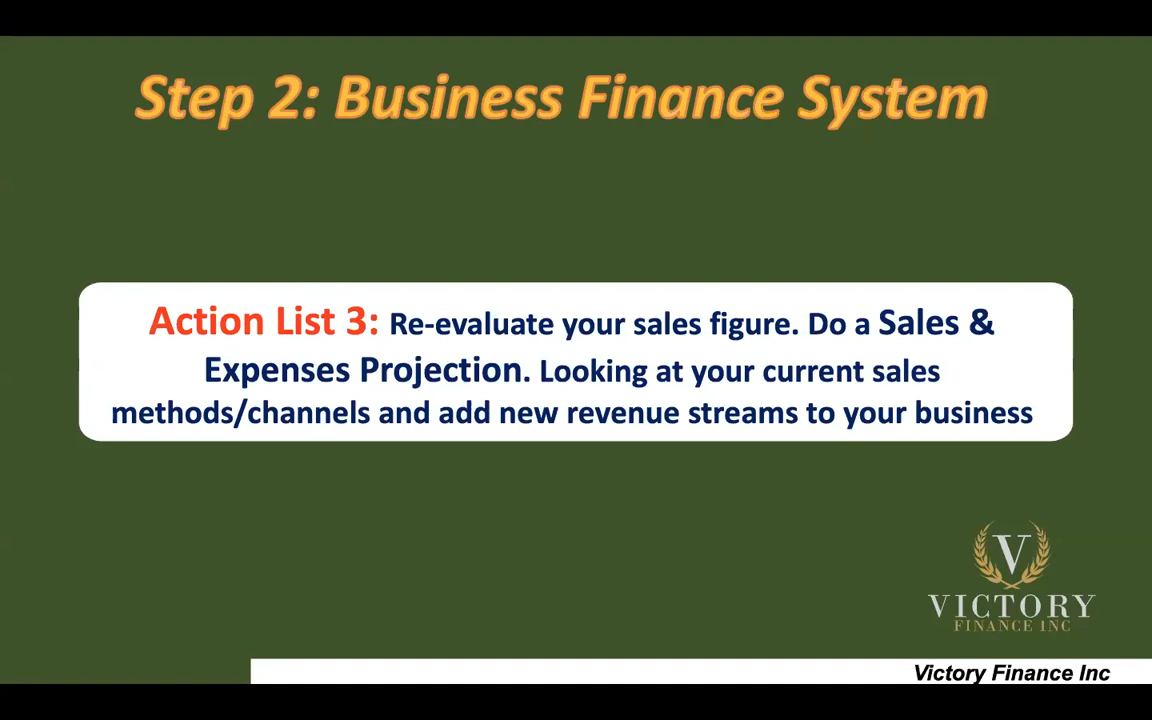 Step 2: Business Finance System
Action List 3: Re-evaluate your sales figure. Do a Sales &
Expenses Projection. Looking at your current sales
methods/channels and add new revenue streams to your business
V
VICTORY
FINANCE INC
Victory Finance Inc